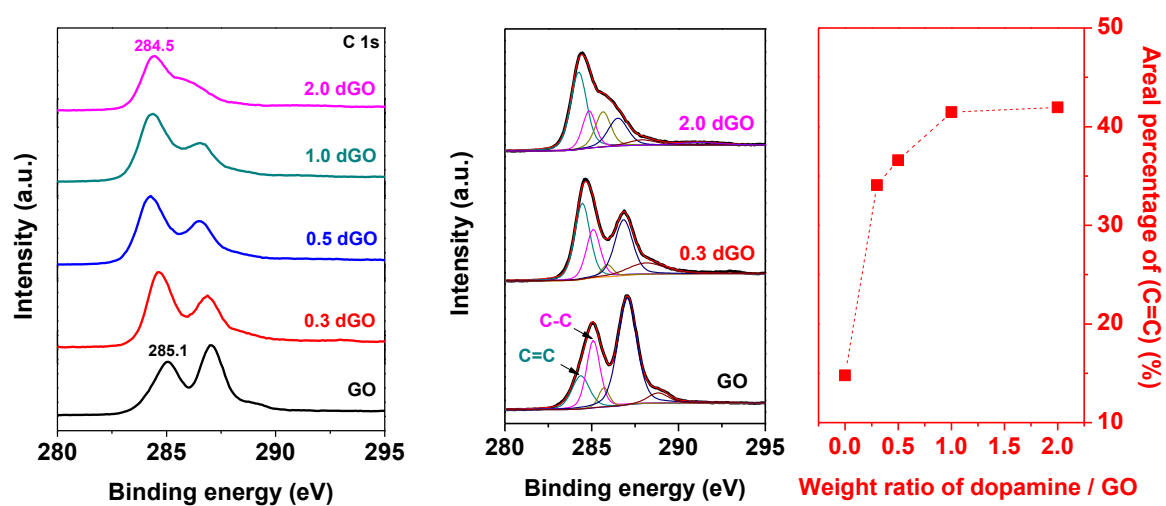 C 1s
284.5
2.0 dGO
1.0 dGO
0.5 dGO
0.3 dGO
285.1
GO
280 285 290 295
Binding energy (eV)
Intensity (a.u.)
2.0 dGO
0.3 dGO
C-C
C=C
GO
280 285 290 295
Binding energy (eV)
Intensity (a.u.)
50
40
30
20
10
Areal percentage of (C=C) (%)
0.0 0.5 1.0 1.5 2.0
Weight ratio of dopamine / GO